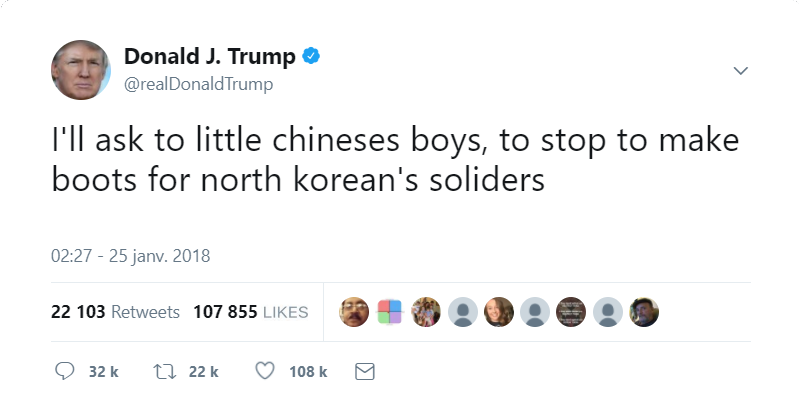 Donald J. Trump
@realDonaldTrump
I'll ask to little chineses boys, to stop to make
boots for north korean's soliders
02:27 - 25 janv. 2018
22 103 Retweets 107 855 LIKES
32 k 22 k 108 k